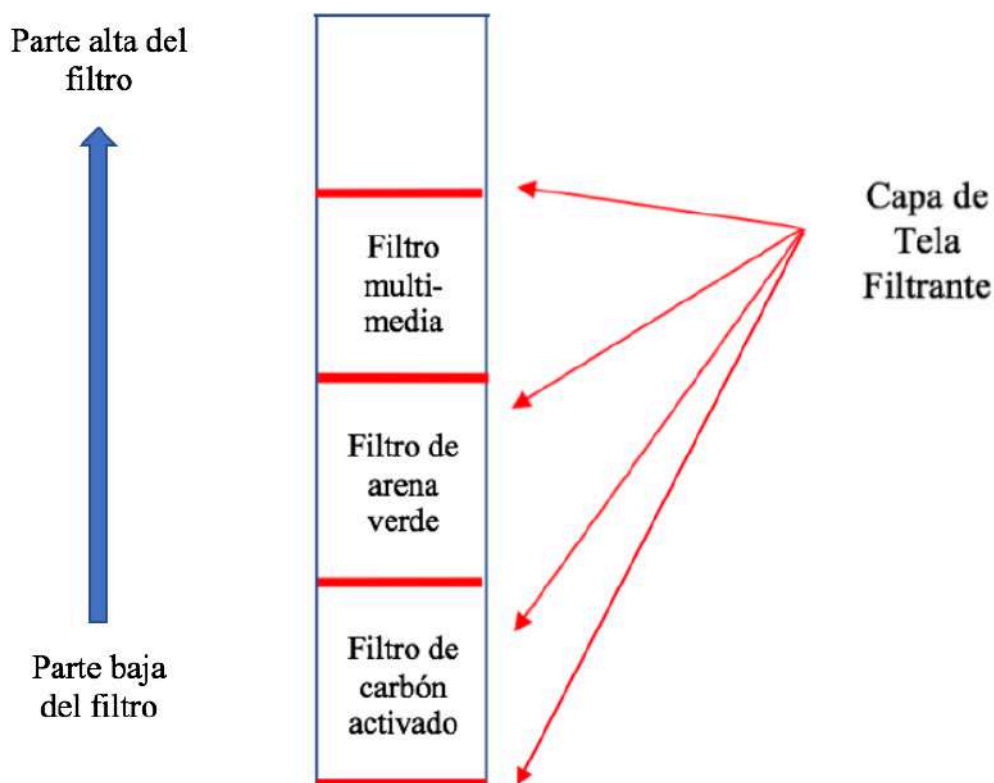 Parte alta del
filtro
Filtro
multi-
media
Capa de
Tela
Filtrante
Filtro de
arena
verde
Parte baja
del filtro
Filtro de
carbón
activado